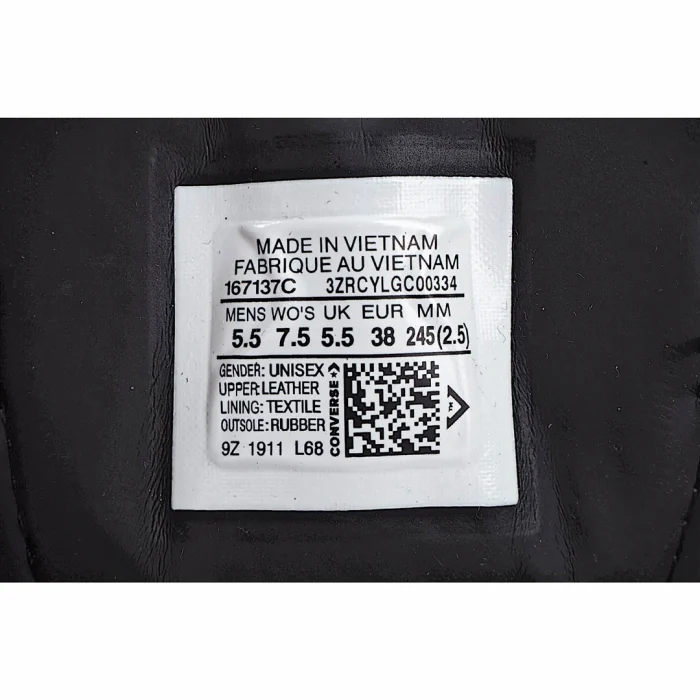 MADE IN VIETNAM
FABRIQUE AU VIETNAM
167137C 3ZRCYLGC00334
MENS WO'S UK EUR MM
5.5 7.5 5.5 38 245(2.5)
GENDER: UNISEX
UPPER: LEATHER
LINING: TEXTILE
OUTSOLE: RUBBER
9Z 1911 L68
CONVERSE